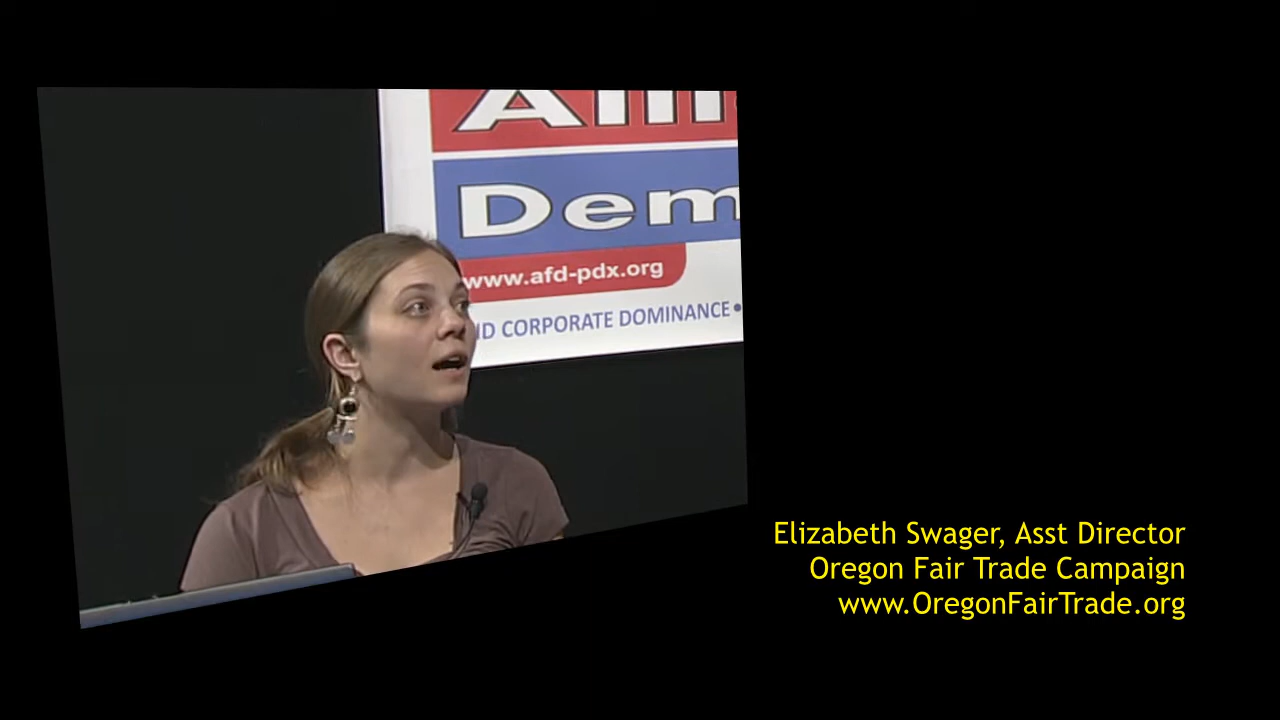 Dem
www.afd-pdx.org
CORPORATE DOMINANCE•
Elizabeth Swager, Asst Director
Oregon Fair Trade Campaign
www.OregonFairTrade.org